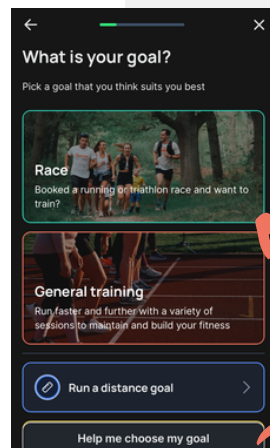 What is your goal?
Pick a goal that you think suits you best
Race
Booked a running or triathlon race and want to
train?
General training
Run faster and further with a variety of
sessions to maintain and build your fitness
Run a distance goal
Help me choose my goal